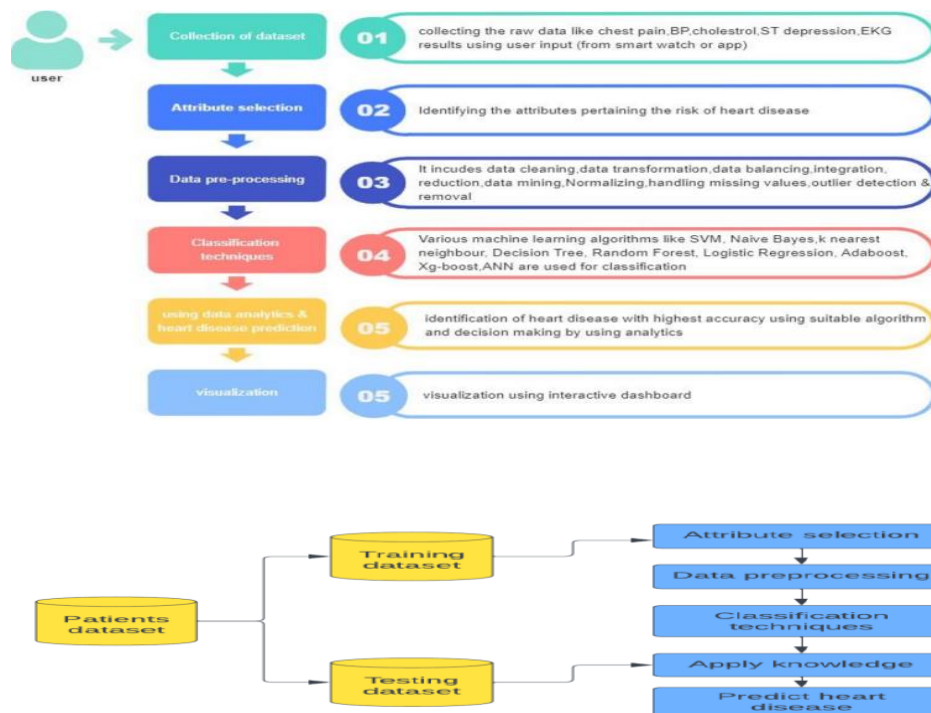 user
Collection of dataset
01
collecting the raw data like chest pain,BP,cholestrol,ST depression,EKG
results using user input (from smart watch or app)
Attribute selection
02
Identifying the attributes pertaining the risk of heart disease
Data pre-processing
03
It incudes data cleaning,data transformation,data balancing,integration,
reduction,data mining,Normalizing,handling missing values,outlier detection &
removal
Classification
techniques
04
Various machine learning algorithms like SVM, Naive Bayes,k nearest
neighbour, Decision Tree, Random Forest, Logistic Regression, Adaboost,
Xg-boost,ANN are used for classification
using data analytics &
heart disease prediction
05
identification of heart disease with highest accuracy using suitable algorithm
and decision making by using analytics
visualization
05
visualization using interactive dashboard
Patients
dataset
Training
dataset
Testing
dataset
Attribute selection
Data preprocessing
Classification
techniques
Apply knowledge
Predict heart
disease